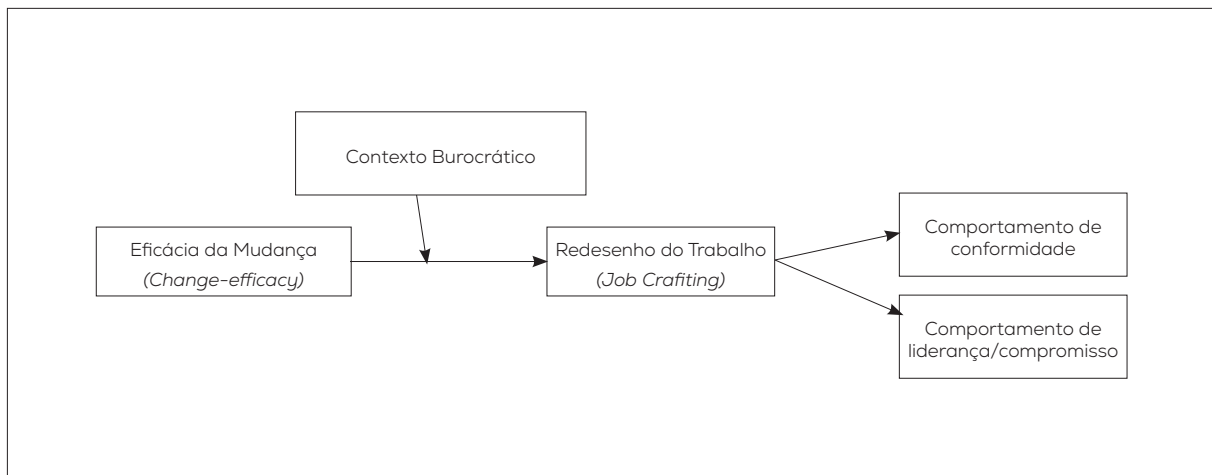 Contexto Burocrático
Eficácia da Mudança
(Change-efficacy)
Redesenho do Trabalho
(Job Crafiting)
Comportamento de
conformidade
Comportamento de
liderança/compromisso